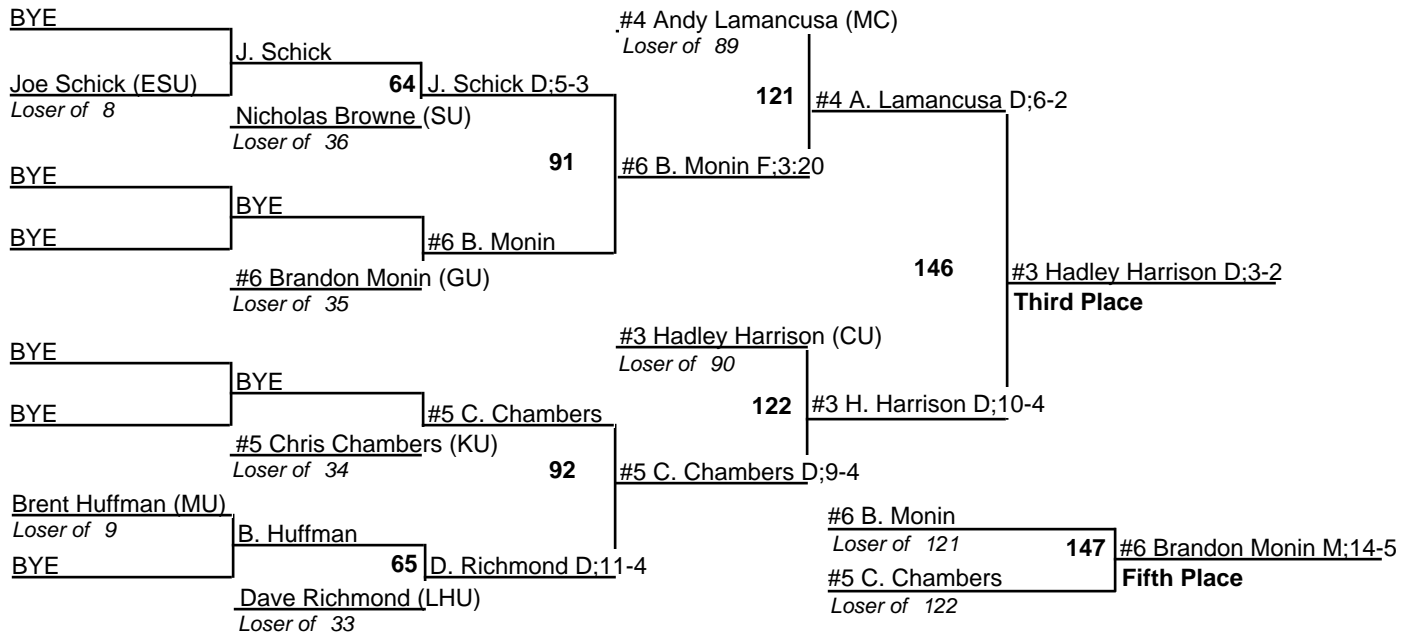 BYE
Joe Schick (ESU)
Loser of 8
J. Schick
64
Nicholas Browne (SU)
Loser of 36
J. Schick D;5-3
BYE
BYE
BYE
#6 Brandon Monin (GU)
Loser of 35
#6 B. Monin
91
#6 B. Monin F;3:20
#4 Andy Lamancusa (MC)
Loser of 89
121
#4 A. Lamancusa D;6-2
BYE
BYE
BYE
#5 Chris Chambers (KU)
Loser of 34
#5 C. Chambers
Brent Huffman (MU)
Loser of 9
BYE
B. Huffman
65
Dave Richmond (LHU)
Loser of 33
D. Richmond D;11-4
92
#5 C. Chambers D;9-4
#3 Hadley Harrison (CU)
Loser of 90
122
#3 H. Harrison D;10-4
146
#3 Hadley Harrison D;3-2
Third Place
#6 B. Monin
Loser of 121
147
#5 C. Chambers
Loser of 122
#6 Brandon Monin M;14-5
Fifth Place